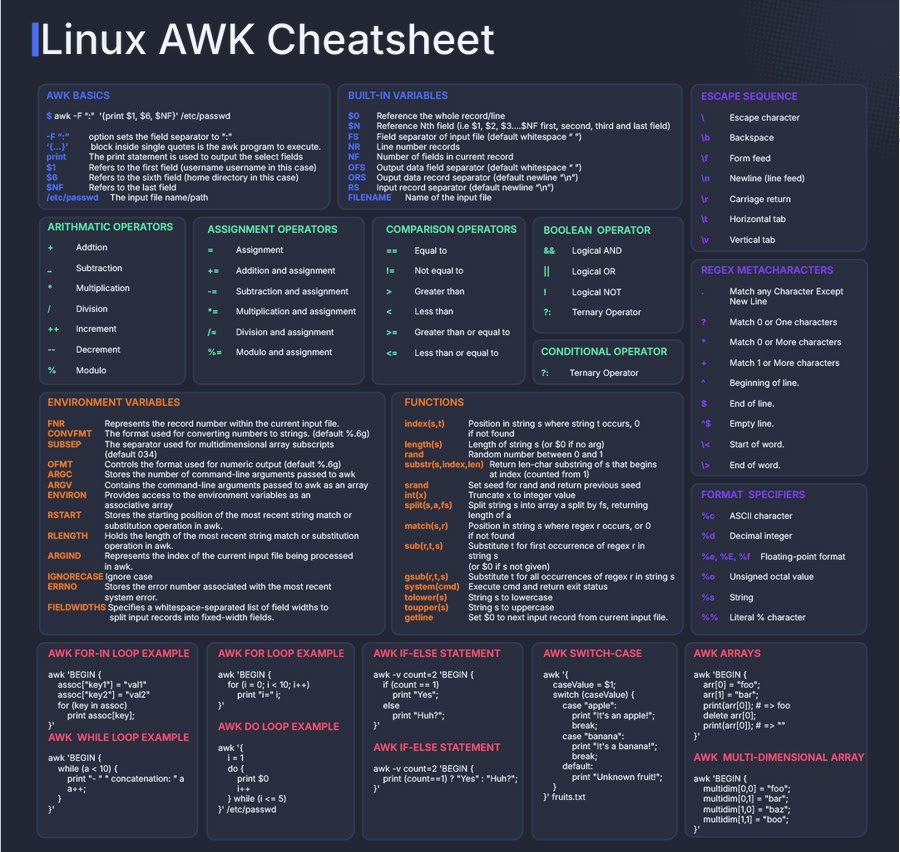 Linux AWK Cheatsheet
AWK BASICS
$ awk -F ":" '{print $1, $6, $NF}' /etc/passwd
-F ":" option sets the field separator to ":"
'{...}' block inside single quotes is the awk program to execute.
print The print statement is used to output the select fields
$1 Refers to the first field (username username in this case)
$6 Refers to the sixth field (home directory in this case)
$NF Refers to the last field
/etc/passwd The input file name/path
BUILT-IN VARIABLES
$0 Reference the whole record/line
$N Reference Nth field (i.e $1, $2, $3....$NF first, second, third and last field)
FS Field separator of input file (default whitespace " ")
NR Line number records
NF Number of fields in current record
OFS Output data field separator (default whitespace " ")
ORS Ouput data record separator (default newline "\n")
RS Input record separator (default newline "\n")
FILENAME Name of the input file
ESCAPE SEQUENCE
\ Escape character
\b Backspace
\f Form feed
\n Newline (line feed)
\r Carriage return
\t Horizontal tab
\v Vertical tab
ARITHMATIC OPERATORS
+ Addtion
_ Subtraction
* Multiplication
/ Division
++ Increment
-- Decrement
% Modulo
ASSIGNMENT OPERATORS
= Assignment
+= Addition and assignment
-= Subtraction and assignment
*= Multiplication and assignment
/= Division and assignment
%= Modulo and assignment
COMPARISON OPERATORS
== Equal to
!= Not equal to
> Greater than
< Less than
>= Greater than or equal to
<= Less than or equal to
BOOLEAN OPERATOR
&& Logical AND
|| Logical OR
! Logical NOT
?: Ternary Operator
CONDITIONAL OPERATOR
?: Ternary Operator
REGEX METACHARACTERS
. Match any Character Except
New Line
? Match 0 or One characters
* Match 0 or More characters
+ Match 1 or More characters
^ Beginning of line.
$ End of line.
^$ Empty line.
\< Start of word.
\> End of word.
ENVIRONMENT VARIABLES
FNR Represents the record number within the current input file.
CONVFMT The format used for converting numbers to strings. (default %.6g)
SUBSEP The separator used for multidimensional array subscripts
(default 034)
OFMT Controls the format used for numeric output (default %.6g)
ARGC Stores the number of command-line arguments passed to awk
ARGV Contains the command-line arguments passed to awk as an array
ENVIRON Provides access to the environment variables as an
associative array
RSTART Stores the starting position of the most recent string match or
substitution operation in awk.
RLENGTH Holds the length of the most recent string match or substitution
operation in awk.
ARGIND Represents the index of the current input file being processed
in awk.
IGNORECASE Ignore case
ERRNO Stores the error number associated with the most recent
system error.
FIELDWIDTHS Specifies a whitespace-separated list of field widths to
split input records into fixed-width fields.
FUNCTIONS
index(s,t) Position in string s where string t occurs, 0
if not found
length(s) Length of string s (or $0 if no arg)
rand Random number between 0 and 1
substr(s,index,len) Return len-char substring of s that begins
at index (counted from 1)
srand Set seed for rand and return previous seed
int(x) Truncate x to integer value
split(s,a,fs) Split string s into array a split by fs, returning
length of a
match(s,r) Position in string s where regex r occurs, or 0
if not found
sub(r,t,s) Substitute t for first occurrence of regex r in
string s
(or $0 if s not given)
gsub(r,t,s) Substitute t for all occurrences of regex r in string s
system(cmd) Execute cmd and return exit status
tolower(s) String s to lowercase
toupper(s) String s to uppercase
getline Set $0 to next input record from current input file.
FORMAT SPECIFIERS
%c ASCII character
%d Decimal integer
%e, %E, %f Floating-point format
%o Unsigned octal value
%s String
%% Literal % character
AWK FOR-IN LOOP EXAMPLE
awk 'BEGIN {
assoc["key1"] = "val1"
assoc["key2"] = "val2"
for (key in assoc)
print assoc[key];
}'
AWK WHILE LOOP EXAMPLE
awk 'BEGIN {
while (a < 10) {
print "- " " concatenation: " a
a++;
}
}'
AWK FOR LOOP EXAMPLE
awk 'BEGIN {
for (i = 0; i < 10; i++)
print "i=" i;
}'
AWK DO LOOP EXAMPLE
awk '{
i = 1
do {
print $0
i++
} while (i <= 5)
}' /etc/passwd
AWK IF-ELSE STATEMENT
awk -v count=2 'BEGIN {
if (count == 1)
print "Yes";
else
print "Huh?";
}'
AWK IF-ELSE STATEMENT
awk -v count=2 'BEGIN {
print (count==1) ? "Yes" : "Huh?";
}'
AWK SWITCH-CASE
awk '{
caseValue = $1;
switch (caseValue) {
case "apple":
print "It's an apple!";
break;
case "banana":
print "It's a banana!";
break;
default:
print "Unknown fruit!";
}
}' fruits.txt
AWK ARRAYS
awk 'BEGIN {
arr[0] = "foo";
arr[1] = "bar";
print(arr[0]); # => foo
delete arr[0];
print(arr[0]); # => ""
}'
AWK MULTI-DIMENSIONAL ARRAY
awk 'BEGIN {
multidim[0,0] = "foo";
multidim[0,1] = "bar";
multidim[1,0] = "baz";
multidim[1,1] = "boo";
}'